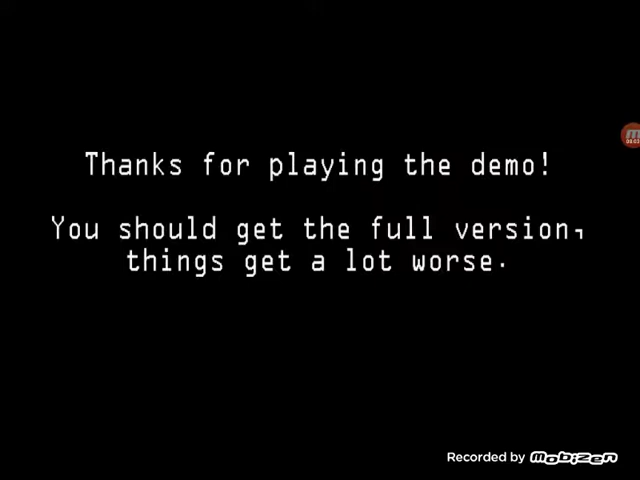 Thanks for playing the demo!
You should get the full version,
things get a lot worse.
Recorded by mobizen